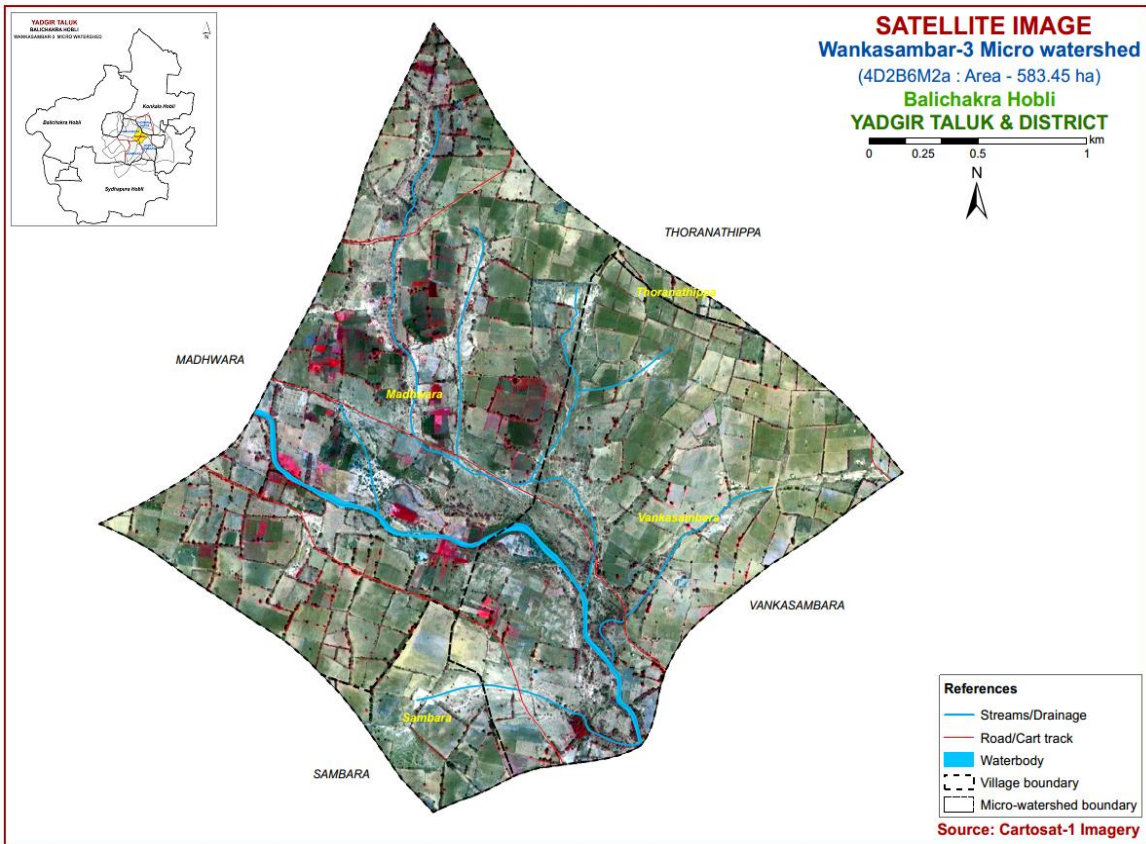 YADGIR TALUK
BALICHAKRA HOBLI
WANKASAMBAR-3 MICRO WATERSHED
Konkala Hobli
Balichakra Hobli
Sydhapura Hobli
SATELLITE IMAGE
Wankasambar-3 Micro watershed
(4D2B6M2a : Area - 583.45 ha)
Balichakra Hobli
YADGIR TALUK & DISTRICT
km
0 0.25 0.5 1
N
THORANATHIPPA
Thoranathippa
MADHWARA
Madhwara
Vankasambara
VANKASAMBARA
Sambara
SAMBARA
References
Streams/Drainage
Road/Cart track
Waterbody
Village boundary
Micro-watershed boundary
Source: Cartosat-1 Imagery